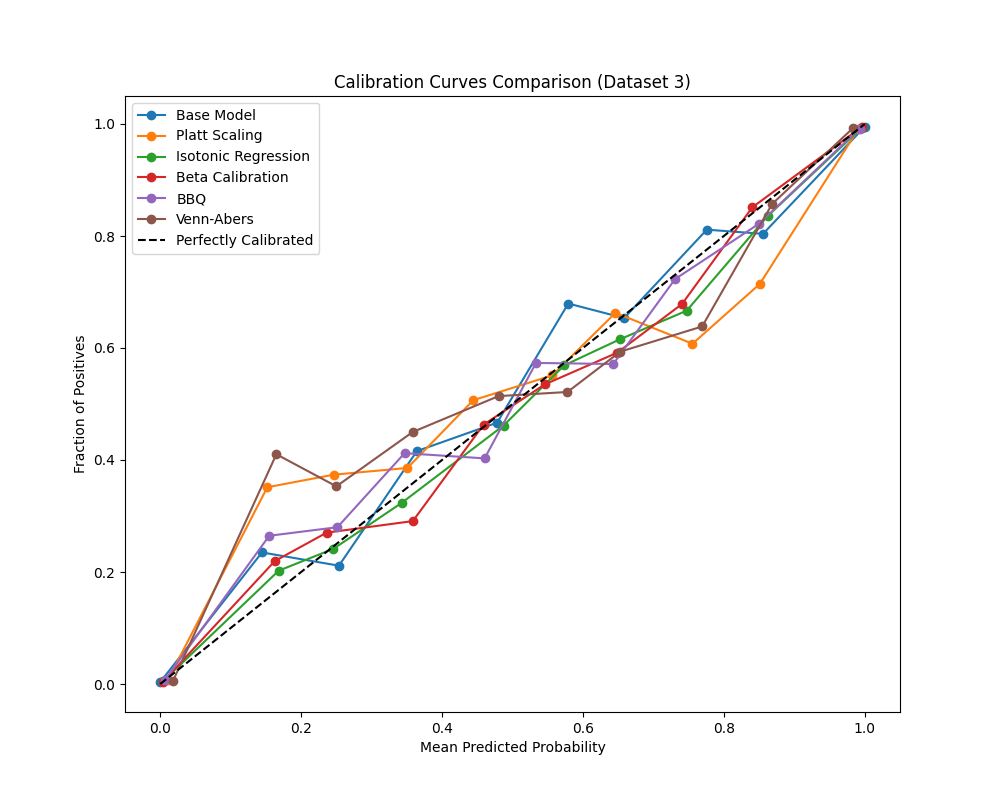 Calibration Curves Comparison (Dataset 3)
Base Model
Platt Scaling
Isotonic Regression
Beta Calibration
BBQ
Venn-Abers
Perfectly Calibrated
Fraction of Positives
1.0
0.8
0.6
0.4
0.2
0.0
0.0 0.2 0.4 0.6 0.8 1.0
Mean Predicted Probability